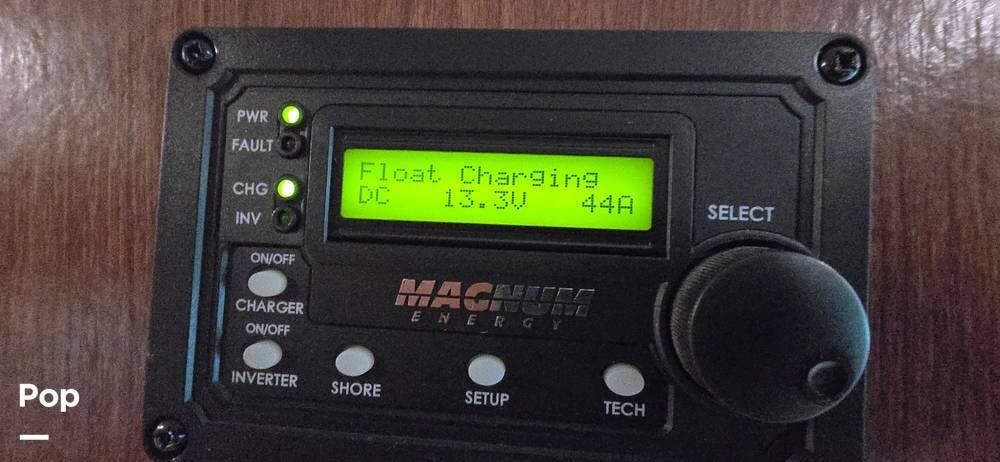 PWR
FAULT
CHG
INV
Float Charging
DC 13.3V 44A
SELECT
ON/OFF
CHARGER
ON/OFF
INVERTER
MAGNUM
ENERGY
SHORE
SETUP
TECH
Pop